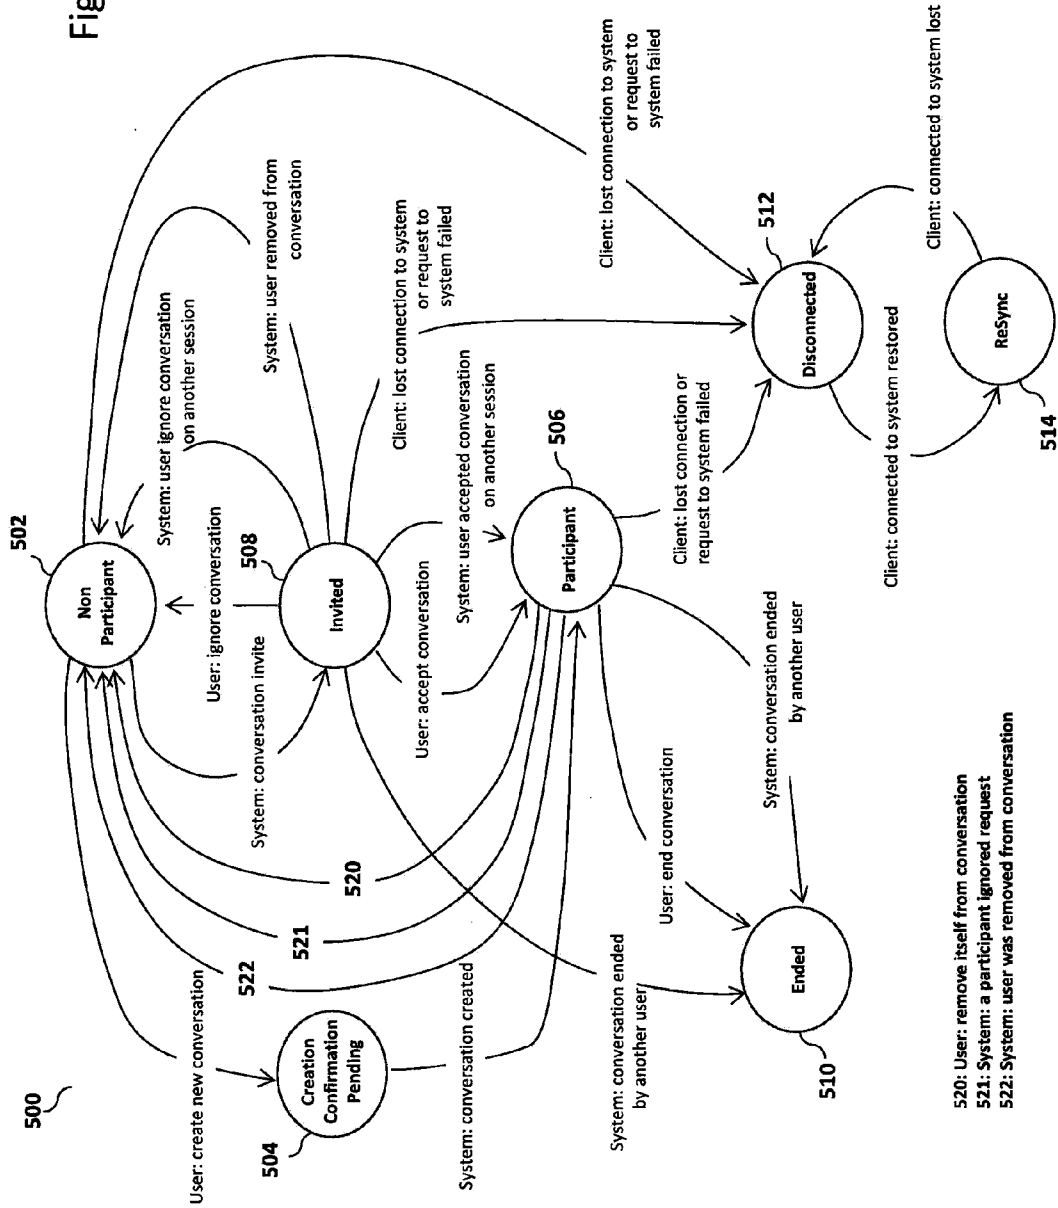 Fig
500
502
Non
Participant
504
Creation
Confirmation
Pending
506
Participant
508
Invited
510
Ended
512
Disconnected
514
ReSync
User: create new conversation
System: conversation created
522
521
520
System: conversation invite
User: ignore conversation
System: user ignore conversation
on another session
System: user removed from
conversation
Client: lost connection to system
or request to
system failed
Client: lost connection to system
or request to
system failed
User: accept conversation
System: user accepted conversation
on another session
Client: lost connection or
request to system failed
System: conversation ended
by another user
User: end conversation
System: conversation ended
by another user
Client: connected to system restored
Client: connected to system lost
520: User: remove itself from conversation
521: System: a participant ignored request
522: System: user was removed from conversation